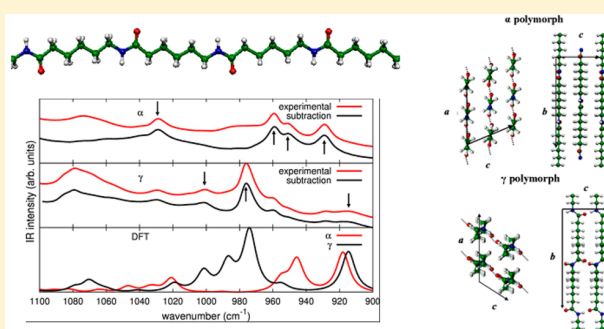 α polymorph
c
b
a
c
α
experimental
subtraction
γ
experimental
subtraction
DFT
α
γ
IR intensity (arb. units)
1100 1080 1060 1040 1020 1000 980 960 940 920 900
wavenumber (cm-1)
γ polymorph
c
a
b
c